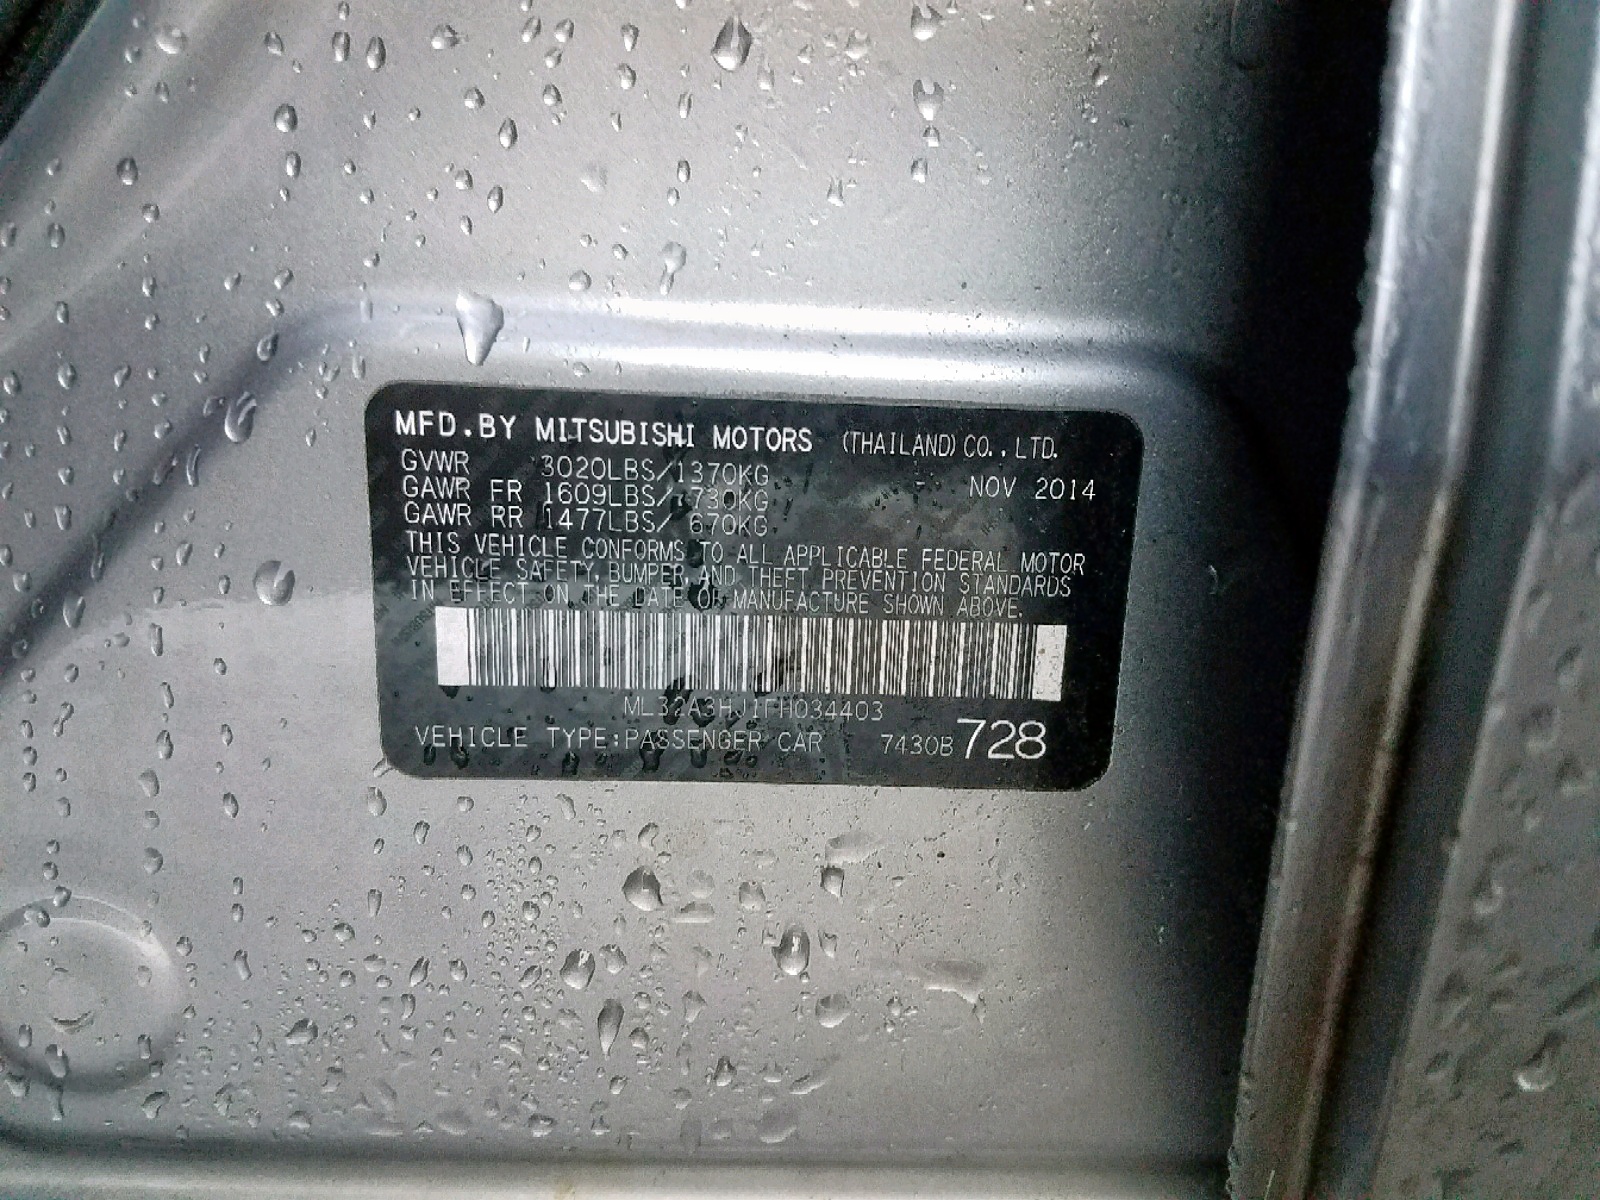 MFD.BY MITSUBISHI MOTORS (THAILAND) CO., LTD.
GVWR 3020LBS/1370KG NOV 2014
GAWR FR 1609LBS/ 730KG
GAWR RR 1477LBS/ 670KG
THIS VEHICLE CONFORMS TO ALL APPLICABLE FEDERAL MOTOR
VEHICLE SAFETY, BUMPER, AND THEFT PREVENTION STANDARDS
IN EFFECT ON THE DATE OF MANUFACTURE SHOWN ABOVE.
ML32A3HJ1FH034403
VEHICLE TYPE:PASSENGER CAR 7430B 728